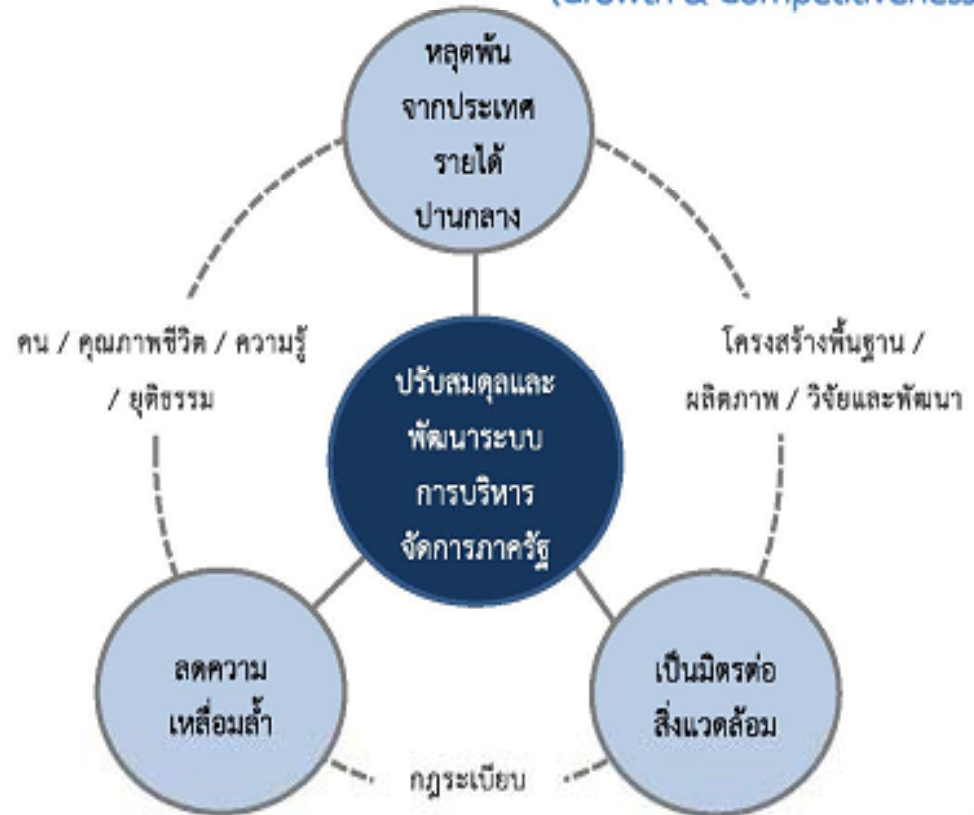 (Growth & Competitiveness
หลุดพ้น
จากประเทศ
รายได้
ปานกลาง
คน / คุณภาพชีวิต / ความรู้
/ ยุติธรรม
โครงสร้างพื้นฐาน /
ผลิตภาพ / วิจัยและพัฒนา
ปรับสมดุลและ
พัฒนาระบบ
การบริหาร
จัดการภาครัฐ
ลดความ
เหลื่อมล้ำ
เป็นมิตรต่อ
สิ่งแวดล้อม
กฎระเบียบ